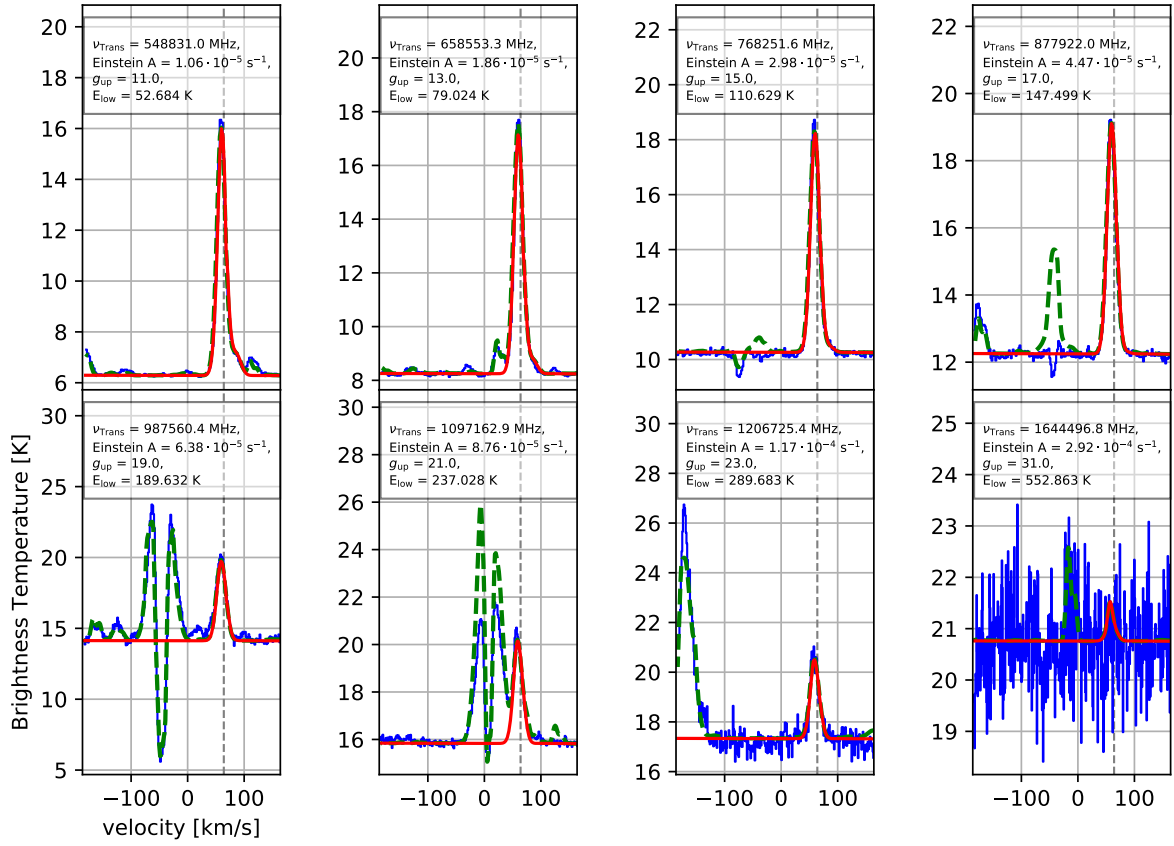 20
18
16
14
12
10
8
6
ν_Trans = 548831.0 MHz,
Einstein A = 1.06 · 10⁻⁵ s⁻¹,
g_up = 11.0,
E_low = 52.684 K
20
18
16
14
12
10
8
ν_Trans = 658553.3 MHz,
Einstein A = 1.86 · 10⁻⁵ s⁻¹,
g_up = 13.0,
E_low = 79.024 K
22
20
18
16
14
12
10
ν_Trans = 768251.6 MHz,
Einstein A = 2.98 · 10⁻⁵ s⁻¹,
g_up = 15.0,
E_low = 110.629 K
22
20
18
16
14
12
ν_Trans = 877922.0 MHz,
Einstein A = 4.47 · 10⁻⁵ s⁻¹,
g_up = 17.0,
E_low = 147.499 K
Brightness Temperature [K]
30
25
20
15
10
5
ν_Trans = 987560.4 MHz,
Einstein A = 6.38 · 10⁻⁵ s⁻¹,
g_up = 19.0,
E_low = 189.632 K
−100 0 100
velocity [km/s]
30
28
26
24
22
20
18
16
ν_Trans = 1097162.9 MHz,
Einstein A = 8.76 · 10⁻⁵ s⁻¹,
g_up = 21.0,
E_low = 237.028 K
−100 0 100
30
28
26
24
22
20
18
16
ν_Trans = 1206725.4 MHz,
Einstein A = 1.17 · 10⁻⁴ s⁻¹,
g_up = 23.0,
E_low = 289.683 K
−100 0 100
25
24
23
22
21
20
19
ν_Trans = 1644496.8 MHz,
Einstein A = 2.92 · 10⁻⁴ s⁻¹,
g_up = 31.0,
E_low = 552.863 K
−100 0 100